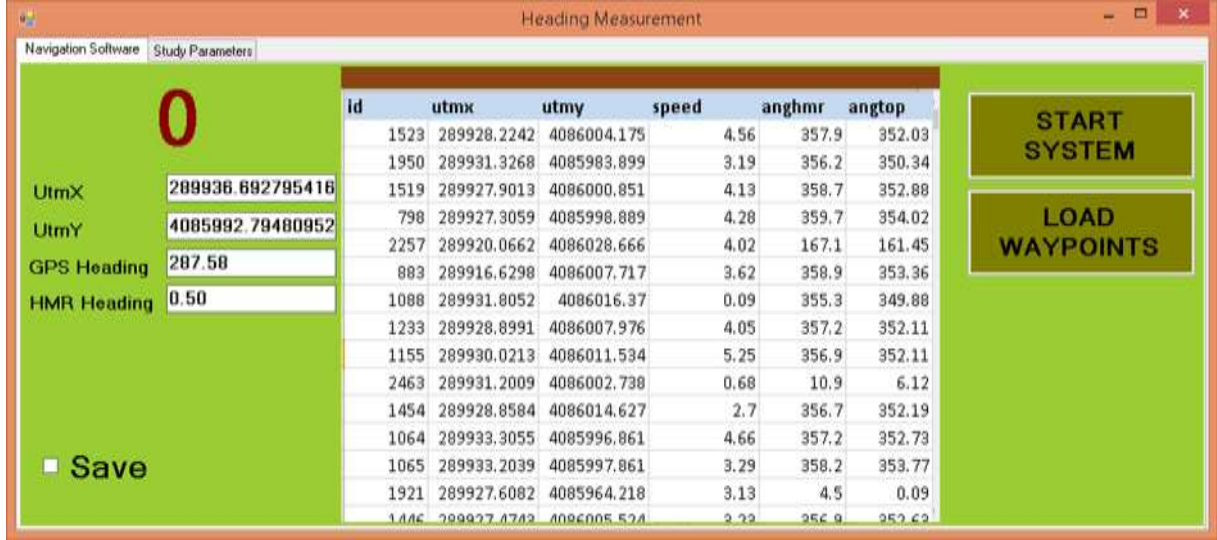 Heading Measurement
Navigation Software Study Parameters
0
UtmX 289936.692795416
UtmY 4085992.79480952
GPS Heading 287.58
HMR Heading 0.50
Save
id utmx utmy speed anghmr angtop
1523 289928.2242 4086004.175 4.56 357.9 352.03
1950 289931.3268 4085983.899 3.19 356.2 350.34
1519 289927.9013 4086000.851 4.13 358.7 352.88
798 289927.3059 4085998.889 4.28 359.7 354.02
2257 289920.0662 4086028.666 4.02 167.1 161.45
883 289916.6298 4086007.717 3.62 358.9 353.36
1088 289931.8052 4086016.37 0.09 355.3 349.88
1233 289928.8991 4086007.976 4.05 357.2 352.11
1155 289930.0213 4086011.534 5.25 356.9 352.11
2463 289931.2009 4086002.738 0.68 10.9 6.12
1454 289928.8584 4086014.627 2.7 356.7 352.19
1064 289933.3055 4085996.861 4.66 357.2 352.73
1065 289933.2039 4085997.861 3.29 358.2 353.77
1921 289927.6082 4085964.218 3.13 4.5 0.09
START
SYSTEM
LOAD
WAYPOINTS